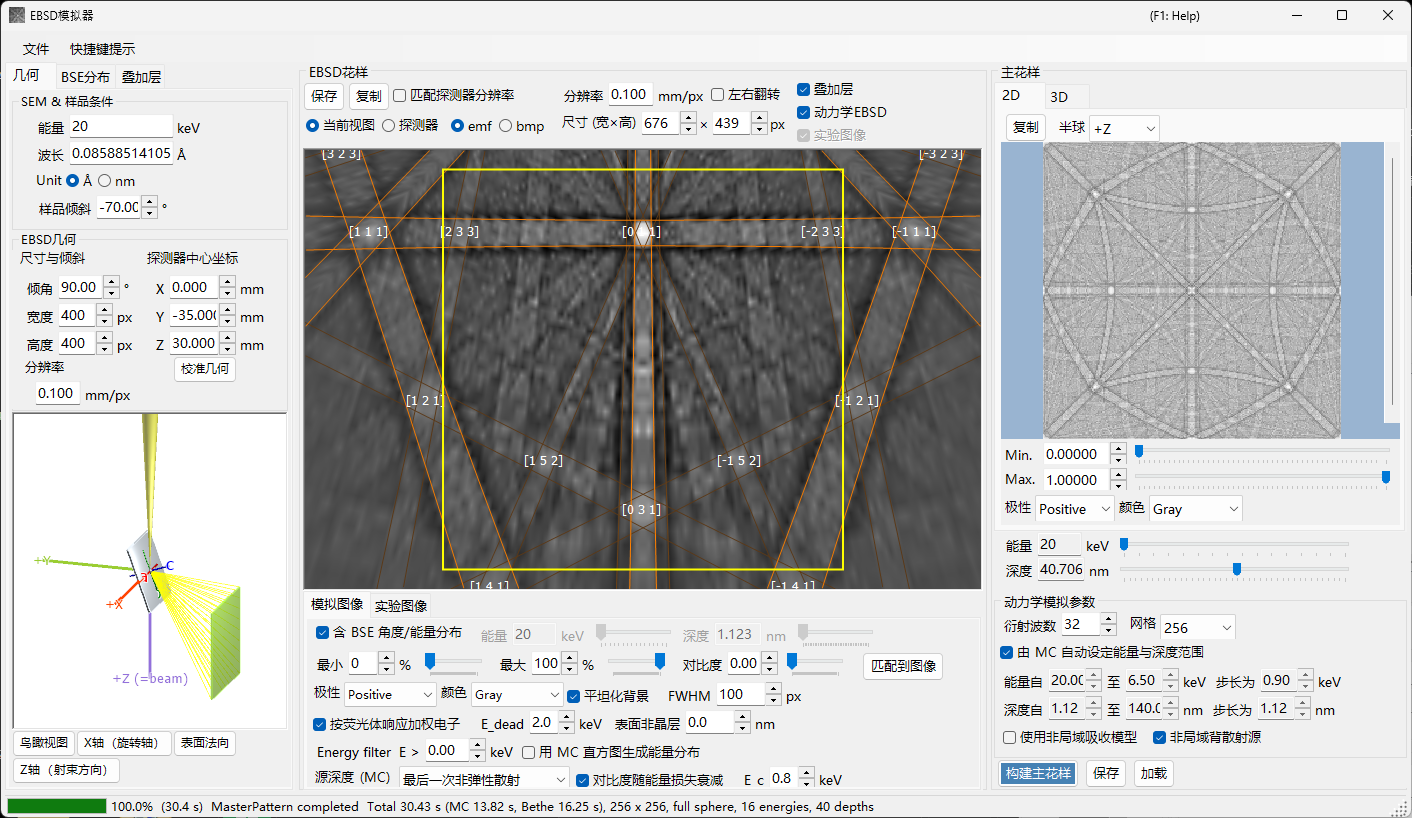 EBSD模拟器
(F1: Help)
文件 快捷键提示
几何 BSE分布 叠加层
SEM & 样品条件
能量 20 keV
波长 0.08588514105 Å
Unit Å nm
样品倾斜 -70.00 °
EBSD几何
尺寸与倾斜 探测器中心坐标
倾角 90.00 ° X 0.000 mm
宽度 400 px Y -35.000 mm
高度 400 px Z 30.000 mm
分辨率 校准几何
0.100 mm/px
+Y
C
a
+X
+Z (=beam)
鸟瞰视图 X轴（旋转轴） 表面法向
Z轴（射束方向）
EBSD花样
保存 复制 匹配探测器分辨率 分辨率 0.100 mm/px 左右翻转 叠加层
当前视图 探测器 emf bmp 尺寸 (宽×高) 676 × 439 px 动力学EBSD
实验图像
[3 2 3] [-3 2 3]
[1 1 1] [2 3 3] [-2 3 3] [-1 1 1]
[1 2 1] [-1 2 1]
[1 5 2] [-1 5 2]
[0 3 1]
[1 4 1] [-1 4 1]
模拟图像 实验图像
含 BSE 角度/能量分布 能量 20 keV 深度 1.123 nm
最小 0 % 最大 100 % 对比度 0.00 匹配到图像
极性 Positive 颜色 Gray 平坦化背景 FWHM 100 px
按荧光体响应加权电子 E_dead 2.0 keV 表面非晶层 0.0 nm
Energy filter E > 0.00 keV 用 MC 直方图生成能量分布
源深度 (MC) 最后一次非弹性散射 对比度随能量损失衰减 E_c 0.8 keV
主花样
2D 3D
复制 半球 +Z
Min. 0.00000
Max. 1.00000
极性 Positive 颜色 Gray
能量 20 keV
深度 40.706 nm
动力学模拟参数
衍射波数 32 网格 256
由 MC 自动设定能量与深度范围
能量自 20.00 至 6.50 keV 步长为 0.90 keV
深度自 1.12 至 140.0 nm 步长为 1.12 nm
使用非局域吸收模型 非局域背散射源
构建主花样 保存 加载
100.0% (30.4 s) MasterPattern completed Total 30.43 s (MC 13.82 s, Bethe 16.25 s), 256 x 256, full sphere, 16 energies, 40 depths